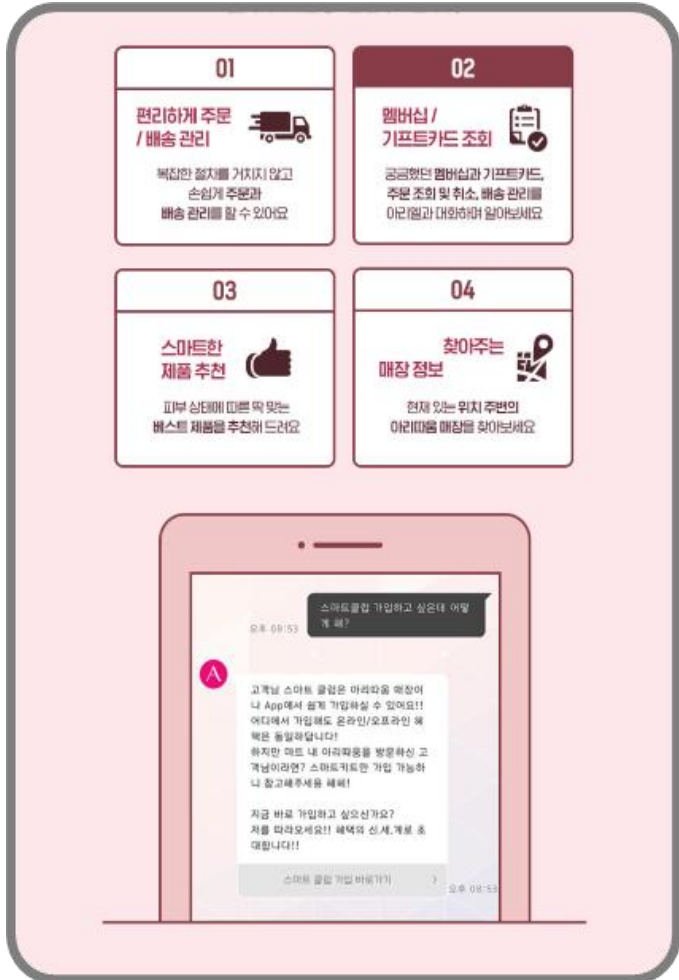 01
편리하게 주문
/ 배송 관리
복잡한 절차를 거치지 않고
손쉽게 주문과
배송 관리를 할 수 있어요
02
멤버십 /
기프트카드 조회
궁금했던 멤버십과 기프트카드,
주문 조회 및 취소, 배송 관리를
아리엘과 대화하며 알아보세요
03
스마트한
제품 추천
피부 상태에 따른 딱 맞는
베스트 제품을 추천해 드려요
04
찾아주는
매장 정보
현재 있는 위치 주변의
아리따움 매장을 찾아보세요
스마트클럽 가입하고 싶은데 어떻
게 해?
오후 08:53
A
고객님 스마트 클럽은 아리따움 매장이
나 App에서 쉽게 가입하실 수 있어요!!
어디에서 가입해도 온라인/오프라인 혜
택은 동일하답니다!
하지만 마트 내 아리따움을 방문하신 고
객님이라면? 스마트키트만 가입 가능하
니 참고해주세용 헤헤!
지금 바로 가입하고 싶으신가요?
저를 따라오세요!! 혜택의 신.세.계로 초
대합니다!!
스마트 클럽 가입 바로가기 >
오후 08:53